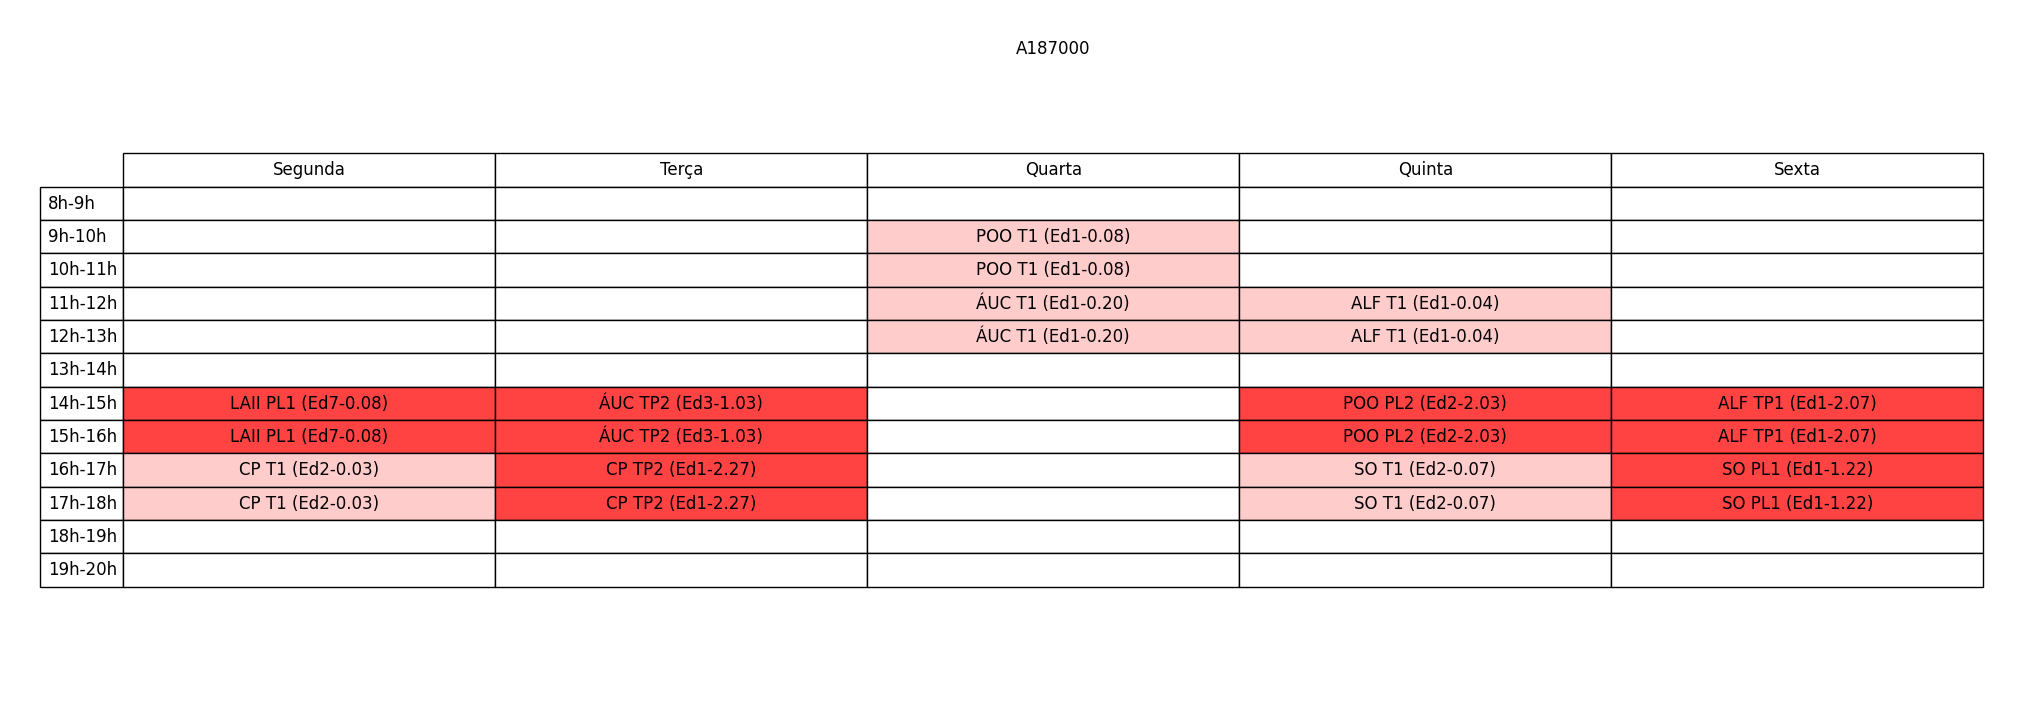 A187000
Segunda Terça Quarta Quinta Sexta
8h-9h
9h-10h POO T1 (Ed1-0.08)
10h-11h POO T1 (Ed1-0.08)
11h-12h ÁUC T1 (Ed1-0.20) ALF T1 (Ed1-0.04)
12h-13h ÁUC T1 (Ed1-0.20) ALF T1 (Ed1-0.04)
13h-14h
14h-15h LAII PL1 (Ed7-0.08) ÁUC TP2 (Ed3-1.03) POO PL2 (Ed2-2.03) ALF TP1 (Ed1-2.07)
15h-16h LAII PL1 (Ed7-0.08) ÁUC TP2 (Ed3-1.03) POO PL2 (Ed2-2.03) ALF TP1 (Ed1-2.07)
16h-17h CP T1 (Ed2-0.03) CP TP2 (Ed1-2.27) SO T1 (Ed2-0.07) SO PL1 (Ed1-1.22)
17h-18h CP T1 (Ed2-0.03) CP TP2 (Ed1-2.27) SO T1 (Ed2-0.07) SO PL1 (Ed1-1.22)
18h-19h
19h-20h